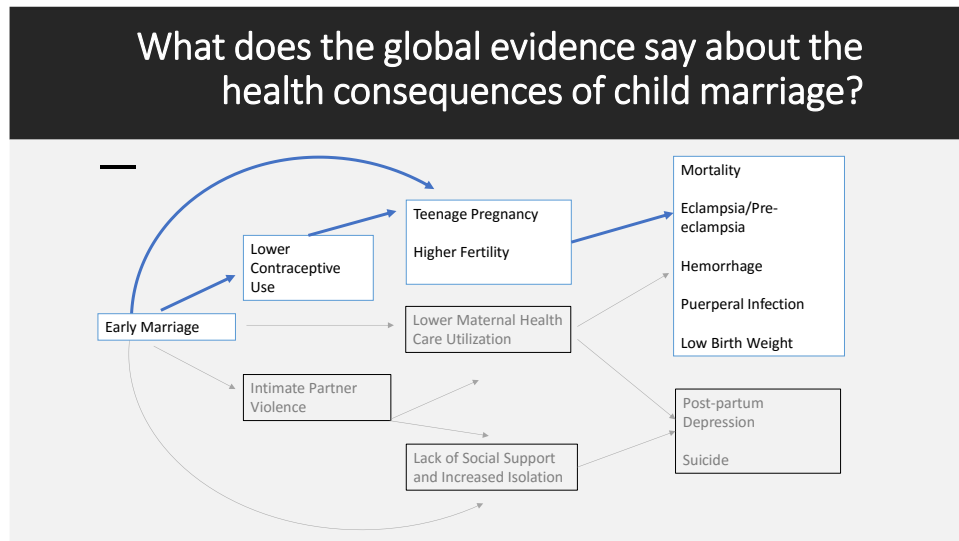 What does the global evidence say about the
health consequences of child marriage?
Mortality
Eclampsia/Pre-
eclampsia
Hemorrhage
Puerperal Infection
Low Birth Weight
Teenage Pregnancy
Higher Fertility
Lower
Contraceptive
Use
Early Marriage
Lower Maternal Health
Care Utilization
Intimate Partner
Violence
Lack of Social Support
and Increased Isolation
Post-partum
Depression
Suicide